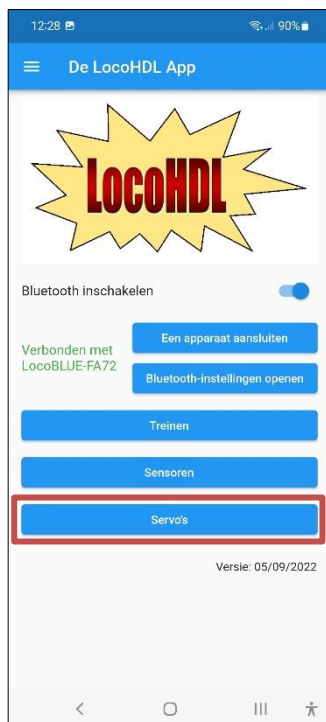 12:28 90%
De LocoHDL App
LocoHDL
Bluetooth inschakelen
Een apparaat aansluiten
Verbonden met
LocoBLUE-FA72
Bluetooth-instellingen openen
Treinen
Sensoren
Servo's
Versie: 05/09/2022